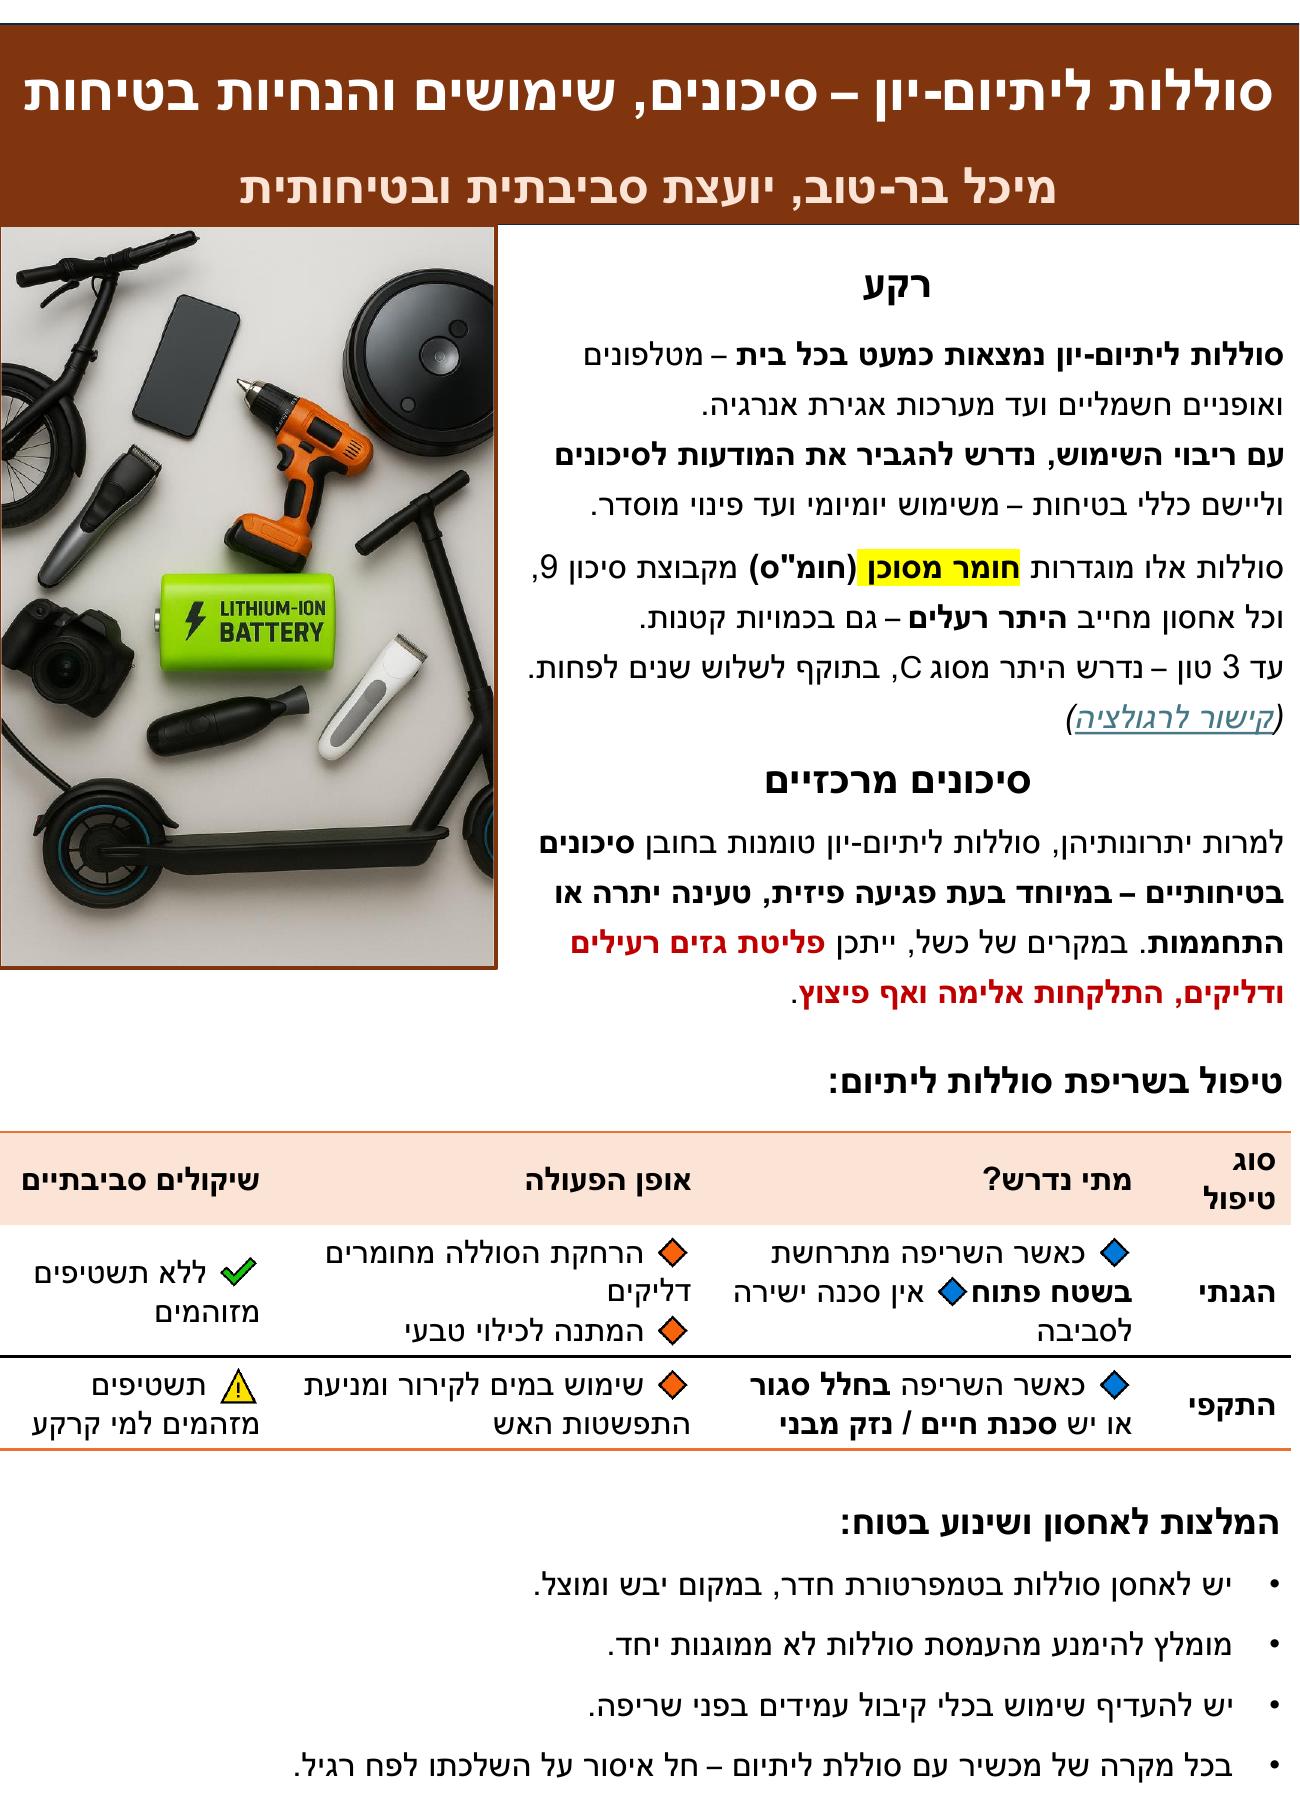 סוללות ליתיום-יון – סיכונים, שימושים והנחיות בטיחות
מיכל בר-טוב, יועצת סביבתית ובטיחותית
רקע
סוללות ליתיום-יון נמצאות כמעט בכל בית – מטלפונים
ואופניים חשמליים ועד מערכות אגירת אנרגיה.
עם ריבוי השימוש, נדרש להגביר את המודעות לסיכונים
וליישם כללי בטיחות – משימוש יומיומי ועד פינוי מוסדר.
סוללות אלו מוגדרות חומר מסוכן (חומ"ס) מקבוצת סיכון 9,
וכל אחסון מחייב היתר רעלים – גם בכמויות קטנות.
עד 3 טון – נדרש היתר מסוג C, בתוקף לשלוש שנים לפחות.
(קישור לרגולציה)
LITHIUM-ION
BATTERY
סיכונים מרכזיים
למרות יתרונותיהן, סוללות ליתיום-יון טומנות בחובן סיכונים
בטיחותיים – במיוחד בעת פגיעה פיזית, טעינה יתרה או
התחממות. במקרים של כשל, ייתכן פליטת גזים רעילים
ודליקים, התלקחות אלימה ואף פיצוץ.
טיפול בשריפת סוללות ליתיום:
סוג
טיפול
מתי נדרש?
אופן הפעולה
שיקולים סביבתיים
הגנתי
🔷 כאשר השריפה מתרחשת
בשטח פתוח🔷 אין סכנה ישירה
לסביבה
🔶 הרחקת הסוללה מחומרים
דליקים
🔶 המתנה לכילוי טבעי
✔ ללא תשטיפים
מזוהמים
התקפי
🔷 כאשר השריפה בחלל סגור
או יש סכנת חיים / נזק מבני
🔶 שימוש במים לקירור ומניעת
התפשטות האש
⚠ תשטיפים
מזהמים למי קרקע
המלצות לאחסון ושינוע בטוח:
• יש לאחסן סוללות בטמפרטורת חדר, במקום יבש ומוצל.
• מומלץ להימנע מהעמסת סוללות לא ממוגנות יחד.
• יש להעדיף שימוש בכלי קיבול עמידים בפני שריפה.
• בכל מקרה של מכשיר עם סוללת ליתיום – חל איסור על השלכתו לפח רגיל.